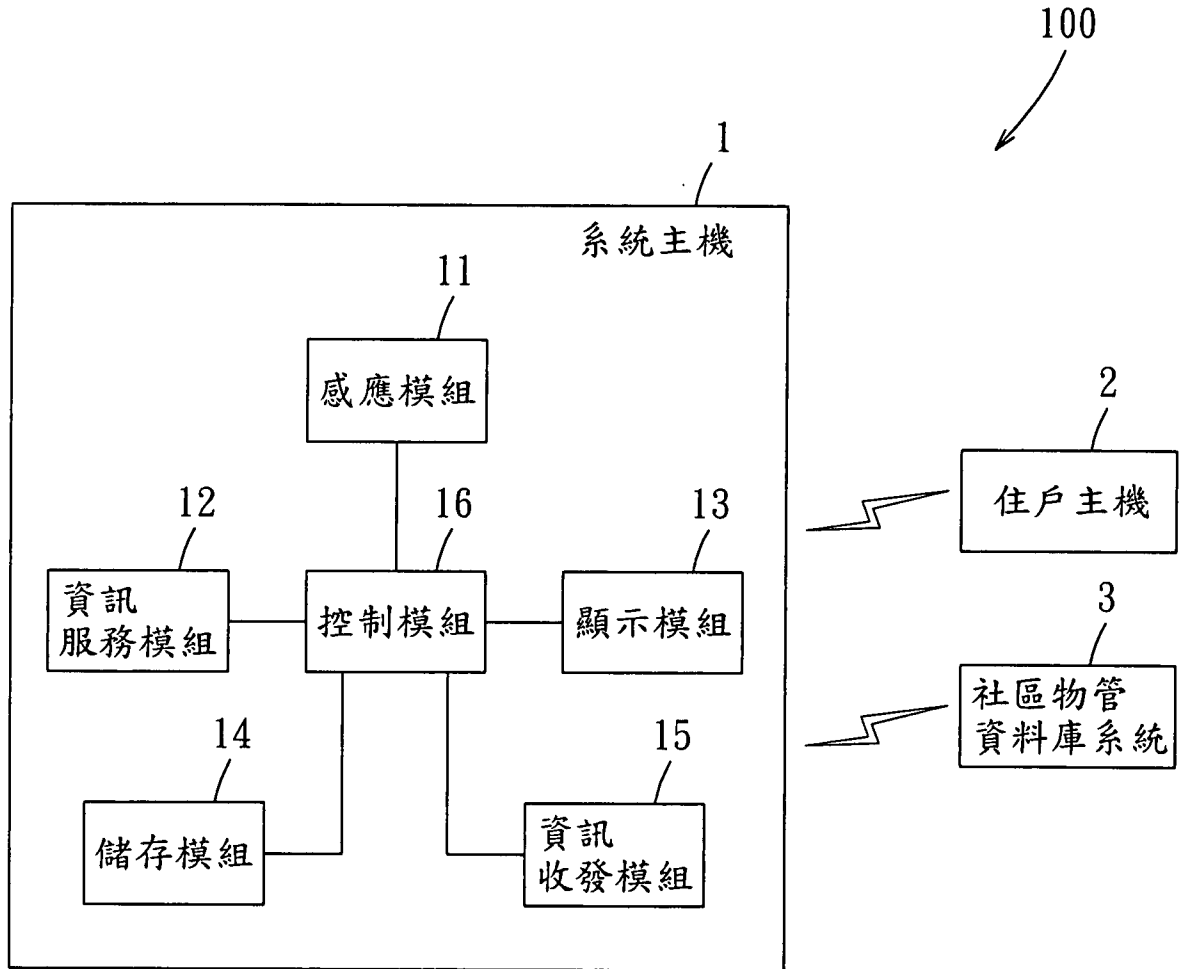 100
1
系統主機
11
感應模組
2
住戶主機
12
資訊
服務模組
16
控制模組
13
顯示模組
3
社區物管
資料庫系統
14
儲存模組
15
資訊
收發模組